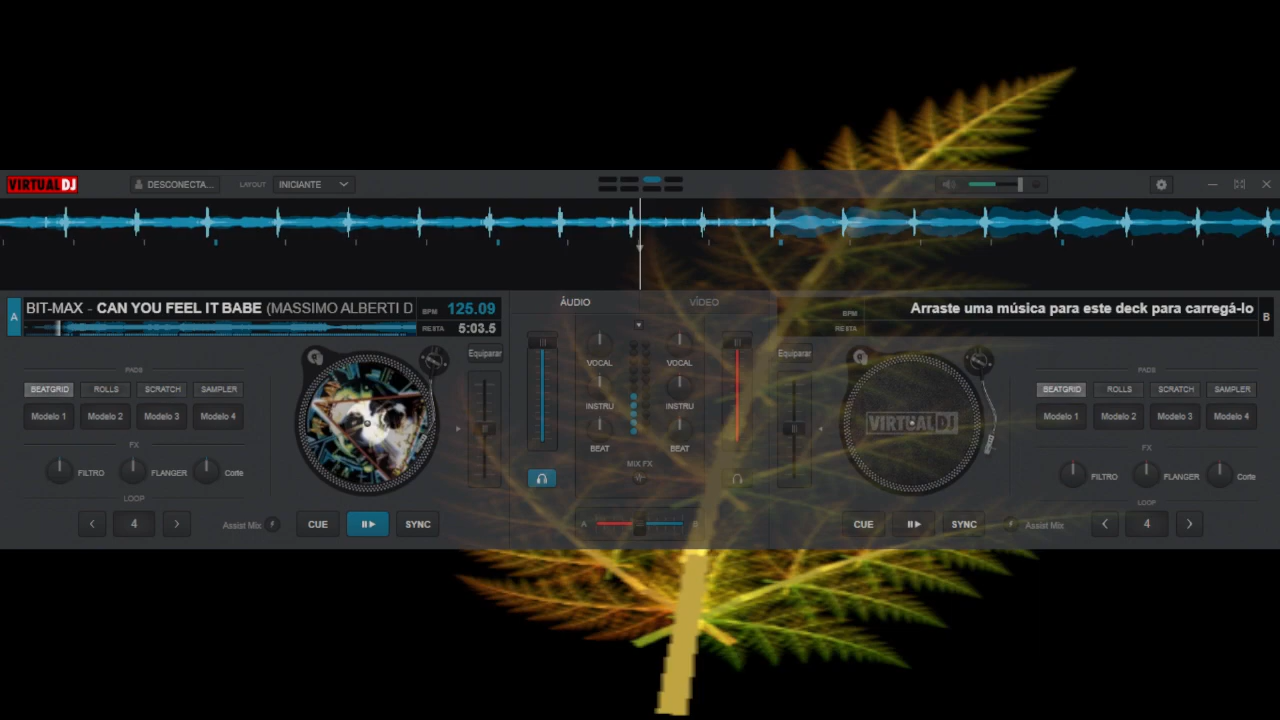 VIRTUALDJ
DESCONECTA...
LAYOUT
INICIANTE
A
BIT-MAX - CAN YOU FEEL IT BABE (MASSIMO ALBERTI D
BPM 125.09
RESTA 5:03.5
ÁUDIO
VÍDEO
BPM
RESTA
Arraste uma música para este deck para carregá-lo
B
PADS
BEATGRID ROLLS SCRATCH SAMPLER
Modelo 1 Modelo 2 Modelo 3 Modelo 4
FX
FILTRO FLANGER Corte
LOOP
4
Assist Mix
CUE
SYNC
Equiparar
VOCAL VOCAL
INSTRU INSTRU
BEAT BEAT
MIX FX
A B
Equiparar
VIRTUALDJ
CUE
SYNC
Assist Mix
PADS
BEATGRID ROLLS SCRATCH SAMPLER
Modelo 1 Modelo 2 Modelo 3 Modelo 4
FX
FILTRO FLANGER Corte
LOOP
4